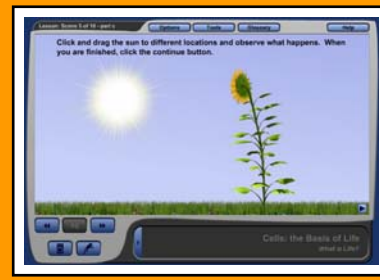 Lesson: Score 5 of 10 - part c
Options
Tools
Glossary
Help
Click and drag the sun to different locations and observe what happens. When
you are finished, click the continue button.
Cells: the Basis of Life
What is Life?